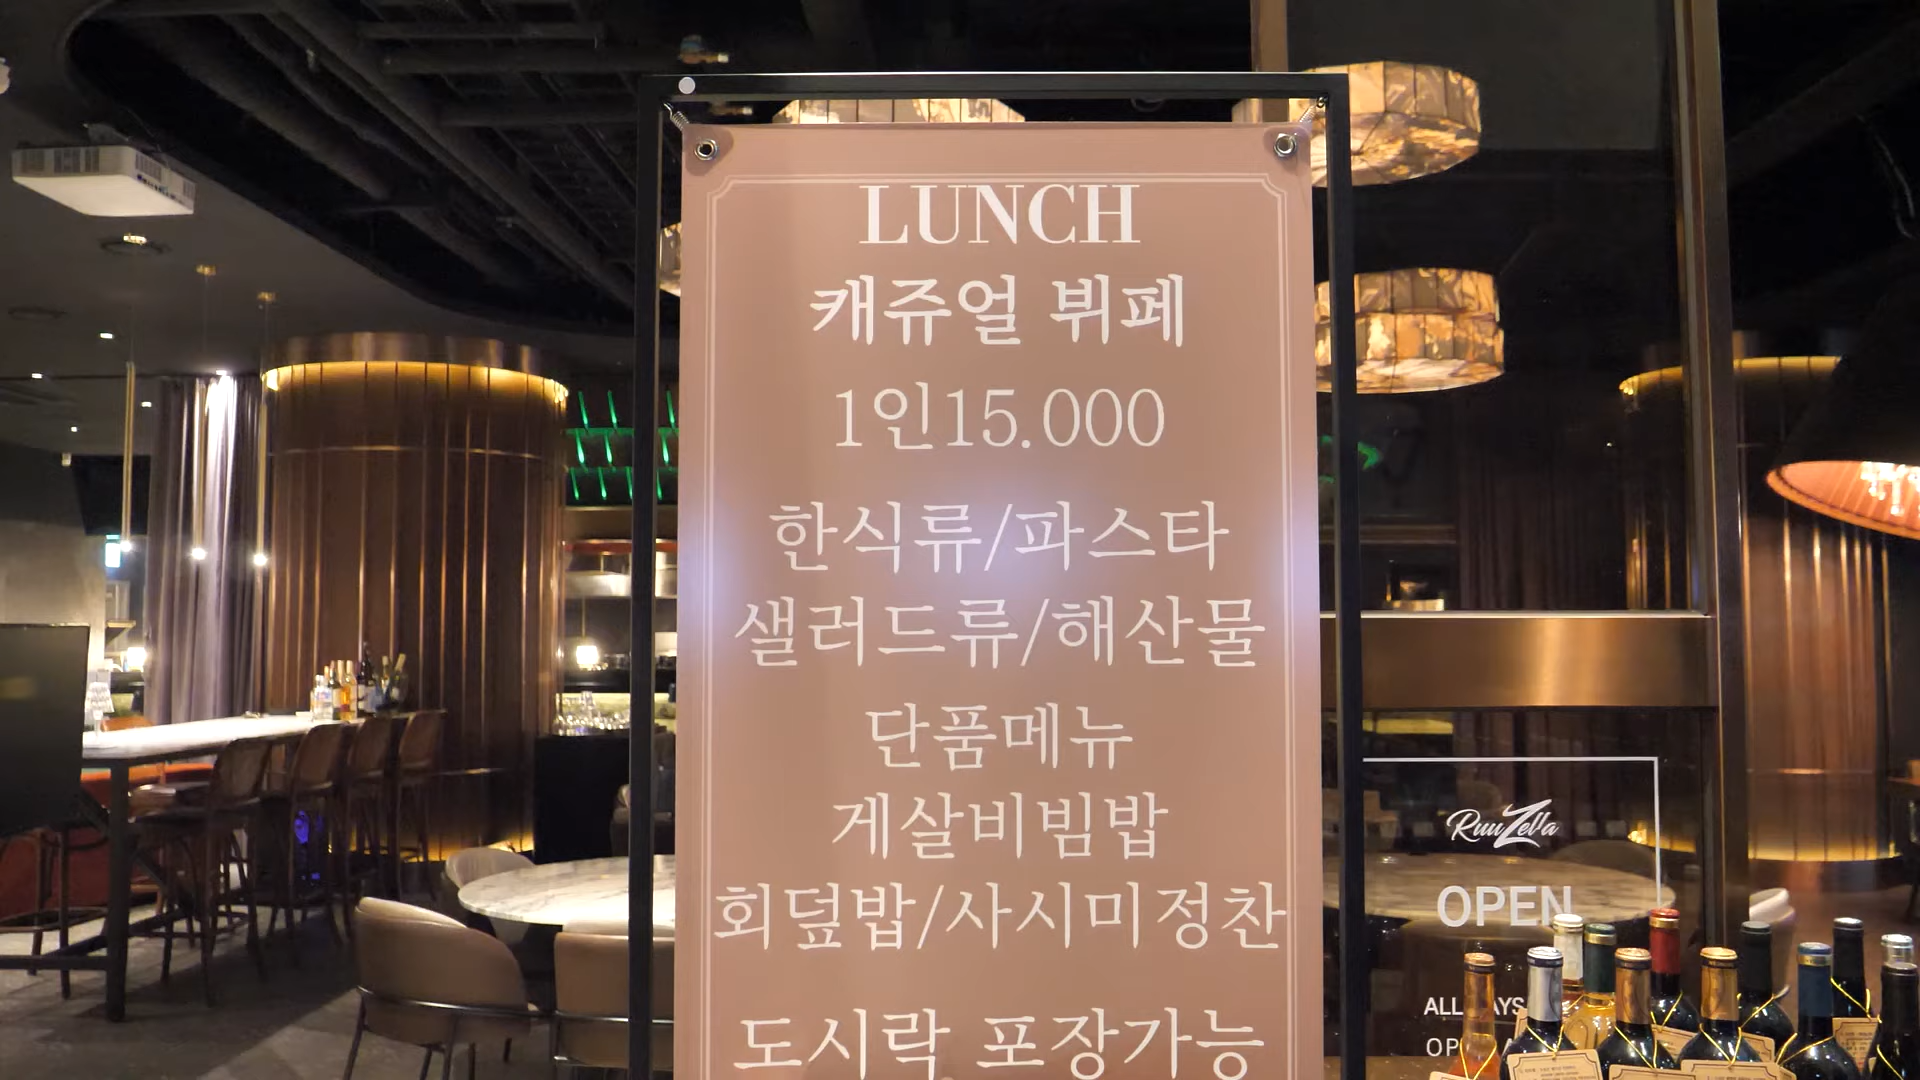 LUNCH
캐쥬얼 뷔페
1인15.000
한식류/파스타
샐러드류/해산물
단품메뉴
게살비빔밥
회덮밥/사시미정찬
도시락 포장가능
RuuZella
OPEN
ALL DAYS